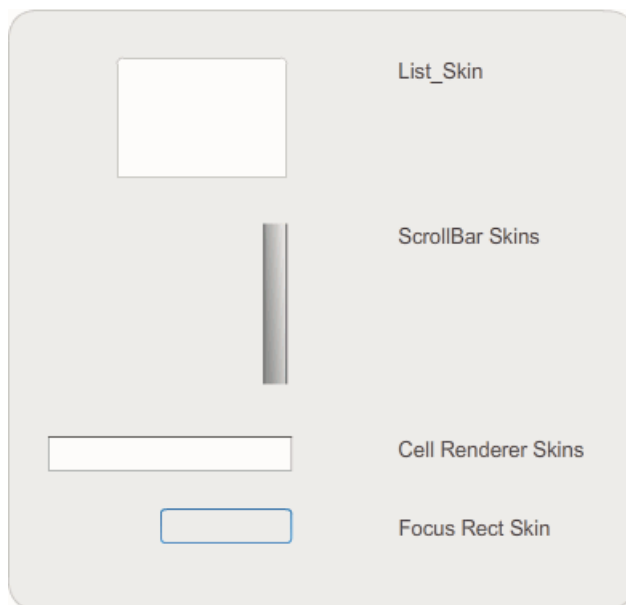 List_Skin
ScrollBar Skins
Cell Renderer Skins
Focus Rect Skin